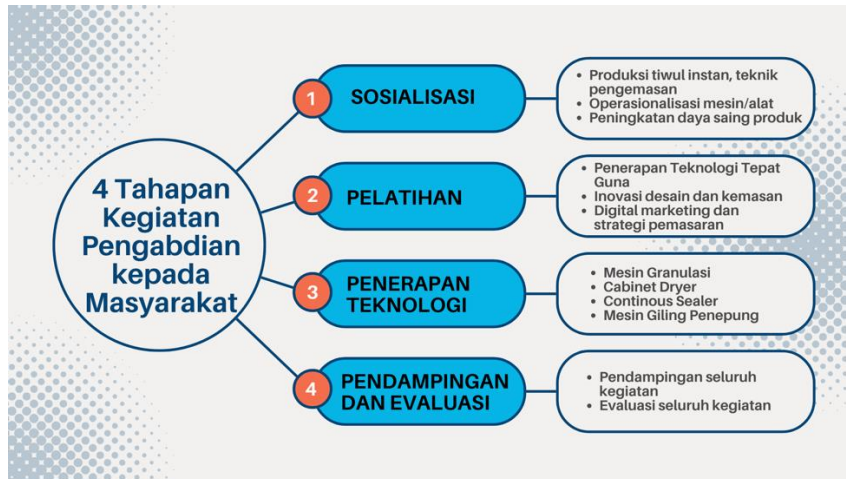 4 Tahapan
Kegiatan
Pengabdian
kepada
Masyarakat
1
SOSIALISASI
• Produksi tiwul instan, teknik
pengemasan
• Operasionalisasi mesin/alat
• Peningkatan daya saing produk
2
PELATIHAN
• Penerapan Teknologi Tepat
Guna
• Inovasi desain dan kemasan
• Digital marketing dan
strategi pemasaran
3
PENERAPAN
TEKNOLOGI
• Mesin Granulasi
• Cabinet Dryer
• Continous Sealer
• Mesin Giling Penepung
4
PENDAMPINGAN
DAN EVALUASI
• Pendampingan seluruh
kegiatan
• Evaluasi seluruh kegiatan